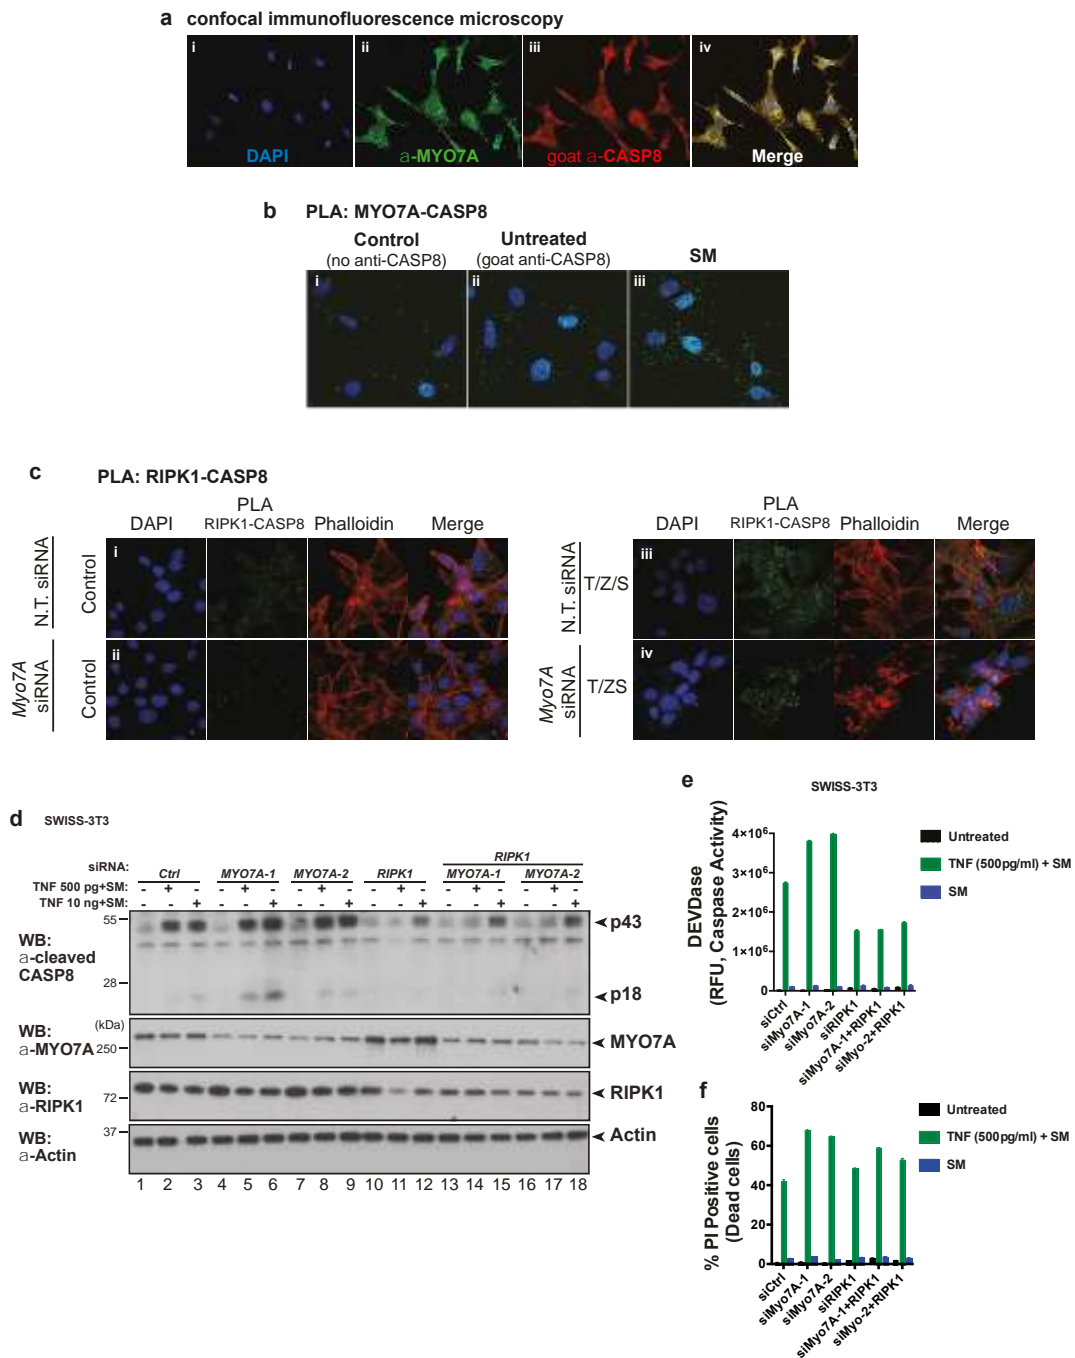 a confocal immunofluorescence microscopy
i ii iii iv
DAPI a-MYO7A goat a-CASP8 Merge
b PLA: MYO7A-CASP8
Control Untreated SM
(no anti-CASP8) (goat anti-CASP8)
i ii iii
c PLA: RIPK1-CASP8
DAPI PLA RIPK1-CASP8 Phalloidin Merge
N.T. siRNA Control i
Myo7A siRNA Control ii
DAPI PLA RIPK1-CASP8 Phalloidin Merge
N.T. siRNA T/Z/S iii
Myo7A siRNA T/ZS iv
d SWISS-3T3
RIPK1
siRNA: Ctrl MYO7A-1 MYO7A-2 RIPK1 MYO7A-1 MYO7A-2
TNF 500 pg+SM: - + - - + - - + - - + - - + - - + -
TNF 10 ng+SM: - - + - - + - - + - - + - - + - - +
WB: a-cleaved CASP8
55
28
p43
p18
WB: a-MYO7A
(kDa)
250
MYO7A
WB: a-RIPK1
72
RIPK1
WB: a-Actin
37
Actin
1 2 3 4 5 6 7 8 9 10 11 12 13 14 15 16 17 18
e SWISS-3T3
DEVDase
(RFU, Caspase Activity)
4×10⁶
3×10⁶
2×10⁶
1×10⁶
0
siCtrl
siMyo7A-1
siMyo7A-2
siRIPK1
siMyo7A-1+RIPK1
siMyo-2+RIPK1
Untreated
TNF (500pg/ml) + SM
SM
f
% PI Positive cells
(Dead cells)
80
60
40
20
0
siCtrl
siMyo7A-1
siMyo7A-2
siRIPK1
siMyo7A-1+RIPK1
siMyo-2+RIPK1
Untreated
TNF (500pg/ml) + SM
SM